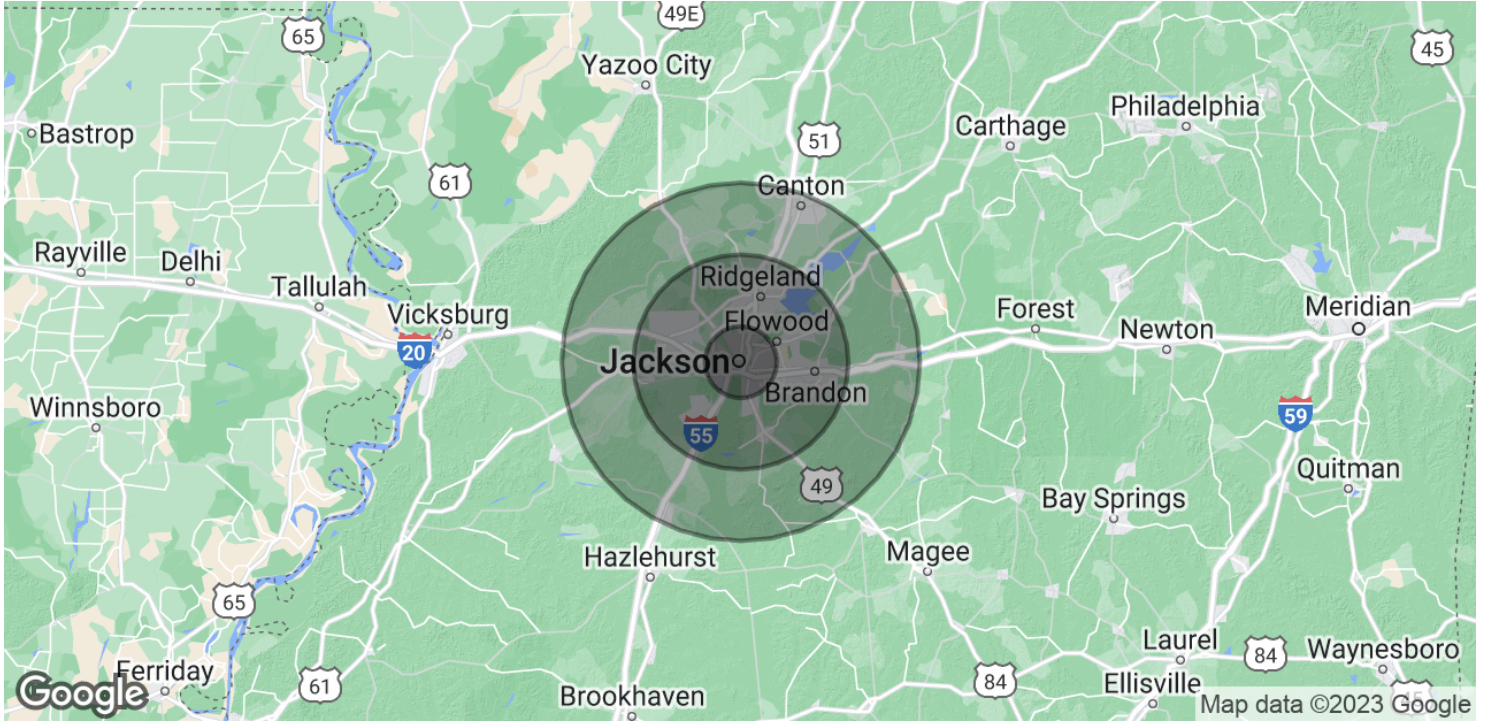 49E
65
Yazoo City
45
Philadelphia
Carthage
Bastrop
51
61
Canton
Rayville
Delhi
Ridgeland
Tallulah
Vicksburg
Flowood
Forest
Newton
Meridian
20
Jackson
Brandon
Winnsboro
55
59
Quitman
49
Bay Springs
Hazlehurst
Magee
65
Laurel
84
Waynesboro
Ferriday
61
84
Ellisville
Google
Brookhaven
45
Map data ©2023 Google